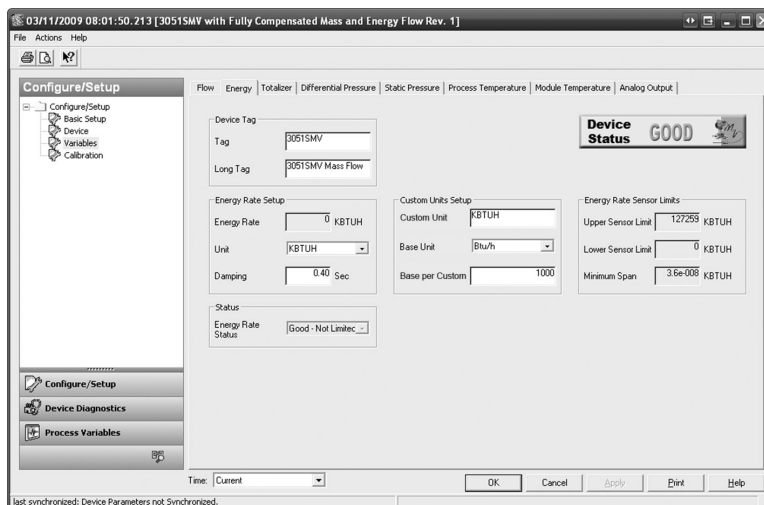 03/11/2009 08:01:50.213 [3051SMV with Fully Compensated Mass and Energy Flow Rev. 1]
File Actions Help
Configure/Setup
Configure/Setup
Basic Setup
Device
Variables
Calibration
Configure/Setup
Device Diagnostics
Process Variables
Flow Energy Totalizer Differential Pressure Static Pressure Process Temperature Module Temperature Analog Output
Device Tag
Tag 3051SMV
Long Tag 3051SMV Mass Flow
Device Status GOOD
Energy Rate Setup
Energy Rate 0 KBTUH
Unit KBTUH
Damping 0.40 Sec
Custom Units Setup
Custom Unit KBTUH
Base Unit Btu/h
Base per Custom 1000
Energy Rate Sensor Limits
Upper Sensor Limit 127259 KBTUH
Lower Sensor Limit 0 KBTUH
Minimum Span 3.6e-008 KBTUH
Status
Energy Rate Status Good - Not Limitec
Time: Current
OK Cancel Apply Print Help
last synchronized: Device Parameters not Synchronized.